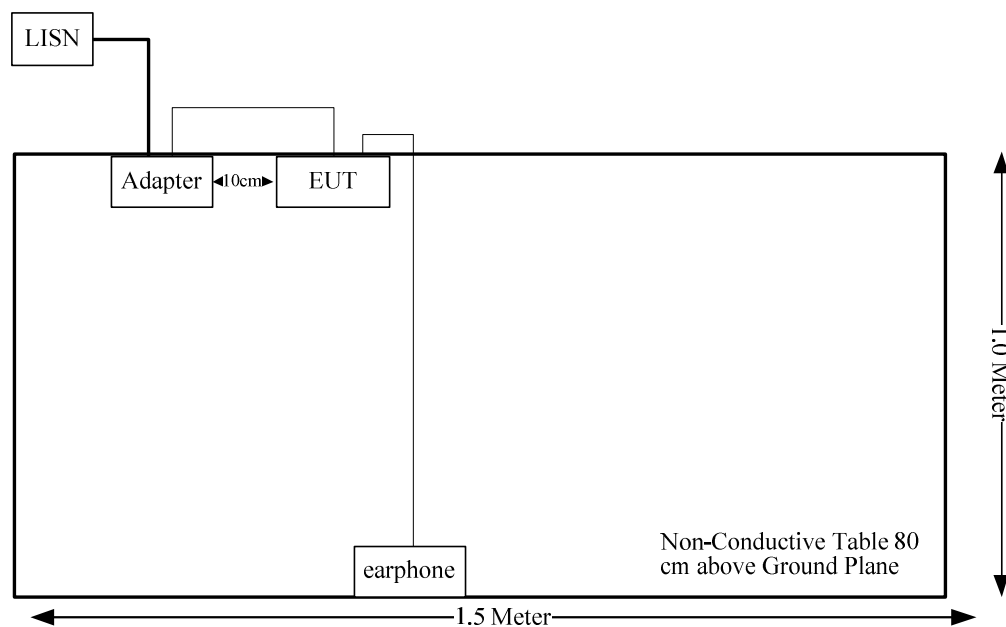 LISN
Adapter
10cm
EUT
1.0 Meter
earphone
Non-Conductive Table 80
cm above Ground Plane
1.5 Meter